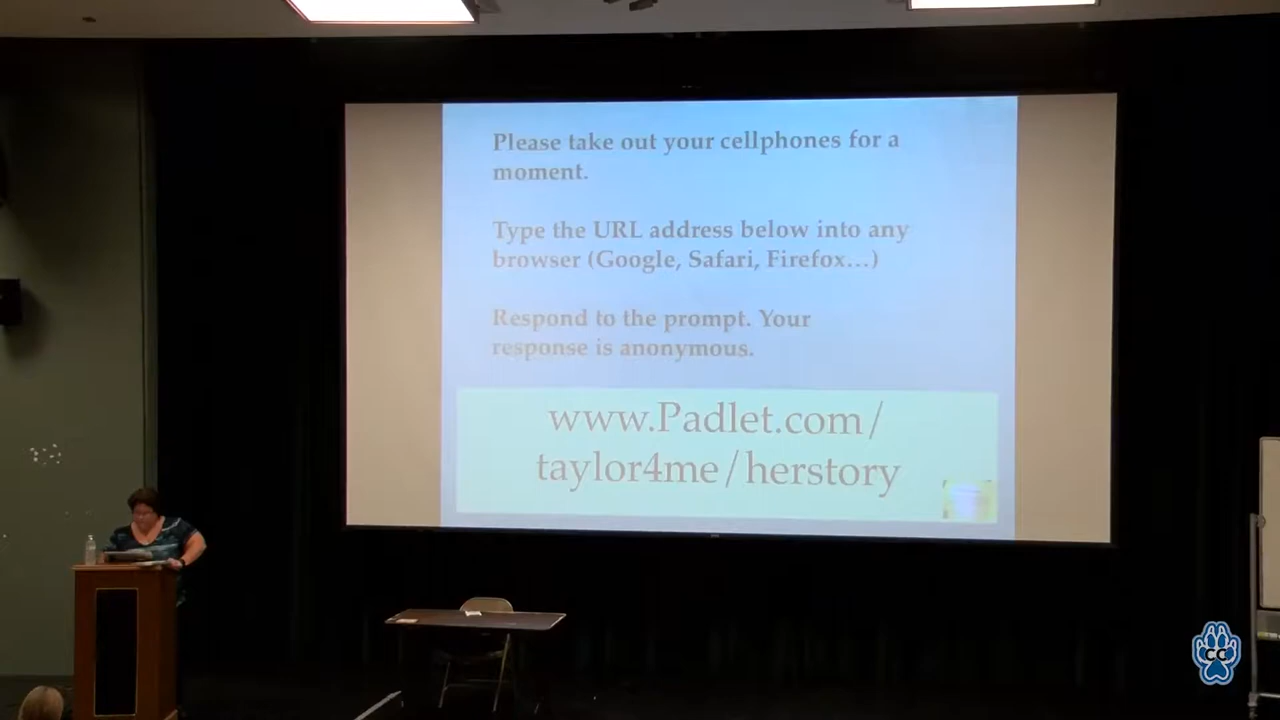 Please take out your cellphones for a
moment.
Type the URL address below into any
browser (Google, Safari, Firefox...)
Respond to the prompt. Your
response is anonymous.
www.Padlet.com/
taylor4me/herstory
CC